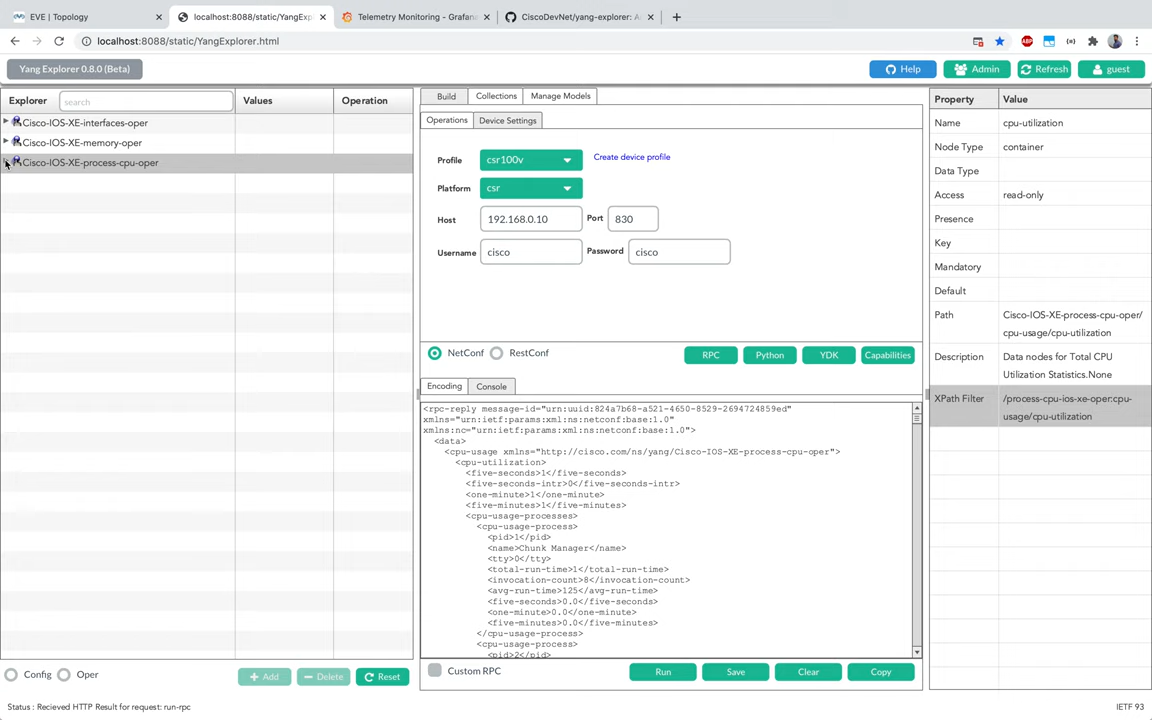 EVE | Topology
localhost:8088/static/YangExp
Telemetry Monitoring - Grafana
CiscoDevNet/yang-explorer: A
localhost:8088/static/YangExplorer.html
ABP
Yang Explorer 0.8.0 (Beta)
Help
Admin
Refresh
guest
Explorer
search
Values
Operation
Cisco-IOS-XE-interfaces-oper
Cisco-IOS-XE-memory-oper
Cisco-IOS-XE-process-cpu-oper
Config
Oper
Add
Delete
Reset
Build
Collections
Manage Models
Operations
Device Settings
Profile
csr100v
Create device profile
Platform
csr
Host
192.168.0.10
Port
830
Username
cisco
Password
cisco
NetConf
RestConf
RPC
Python
YDK
Capabilities
Encoding
Console
<rpc-reply message-id="urn:uuid:824a7b68-a521-4650-8529-2694724859ed"
xmlns="urn:ietf:params:xml:ns:netconf:base:1.0"
xmlns:nc="urn:ietf:params:xml:ns:netconf:base:1.0">
<data>
<cpu-usage xmlns="http://cisco.com/ns/yang/Cisco-IOS-XE-process-cpu-oper">
<cpu-utilization>
<five-seconds>1</five-seconds>
<five-seconds-intr>0</five-seconds-intr>
<one-minute>1</one-minute>
<five-minutes>1</five-minutes>
<cpu-usage-processes>
<cpu-usage-process>
<pid>1</pid>
<name>Chunk Manager</name>
<tty>0</tty>
<total-run-time>1</total-run-time>
<invocation-count>8</invocation-count>
<avg-run-time>125</avg-run-time>
<five-seconds>0.0</five-seconds>
<one-minute>0.0</one-minute>
<five-minutes>0.0</five-minutes>
</cpu-usage-process>
<cpu-usage-process>
<pid>2</pid>
Custom RPC
Run
Save
Clear
Copy
Property
Value
Name
cpu-utilization
Node Type
container
Data Type
Access
read-only
Presence
Key
Mandatory
Default
Path
Cisco-IOS-XE-process-cpu-oper/
cpu-usage/cpu-utilization
Description
Data nodes for Total CPU
Utilization Statistics.None
XPath Filter
/process-cpu-ios-xe-oper:cpu-
usage/cpu-utilization
Status : Recieved HTTP Result for request: run-rpc
IETF 93